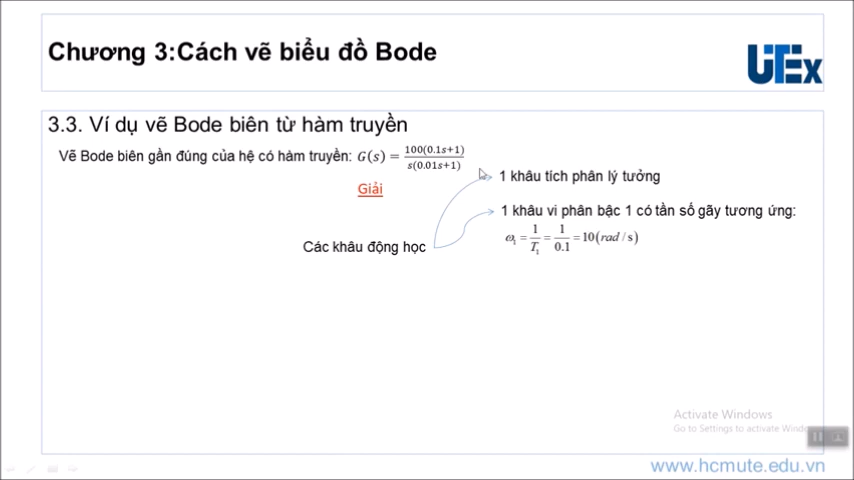 Chương 3:Cách vẽ biểu đồ Bode
UTEx
3.3. Ví dụ vẽ Bode biên từ hàm truyền
Vẽ Bode biên gần đúng của hệ có hàm truyền: G(s) = 100(0.1s+1) / s(0.01s+1)
Giải
1 khâu tích phân lý tưởng
1 khâu vi phân bậc 1 có tần số gãy tương ứng:
Các khâu động học
ω₁ = 1/T₁ = 1/0.1 = 10(rad / s)
Activate Windows
Go to Settings to activate Windo
www.hcmute.edu.vn